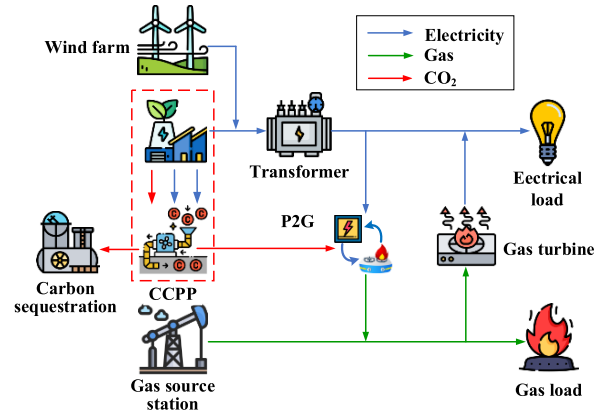 Wind farm
Electricity
Gas
CO₂
Transformer
Eectrical
load
P2G
Gas turbine
C C C
C C
Carbon
sequestration
CCPP
Gas source
station
Gas load